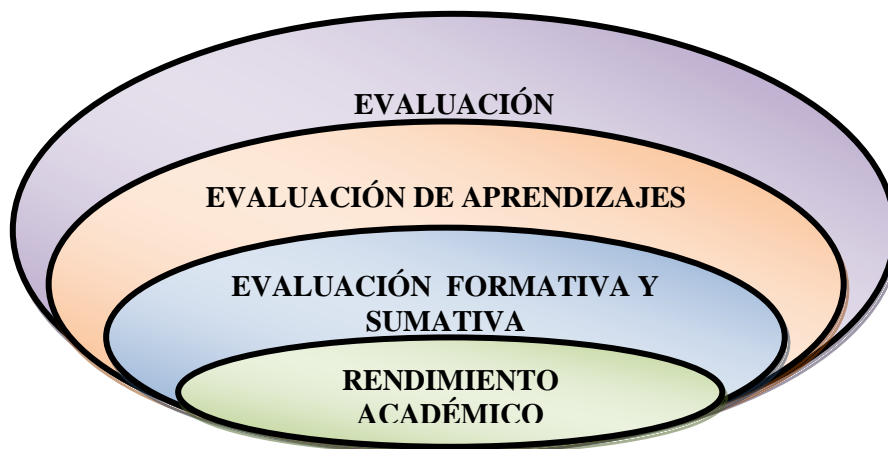 EVALUACIÓN
EVALUACIÓN DE APRENDIZAJES
EVALUACIÓN FORMATIVA Y
SUMATIVA
RENDIMIENTO
ACADÉMICO